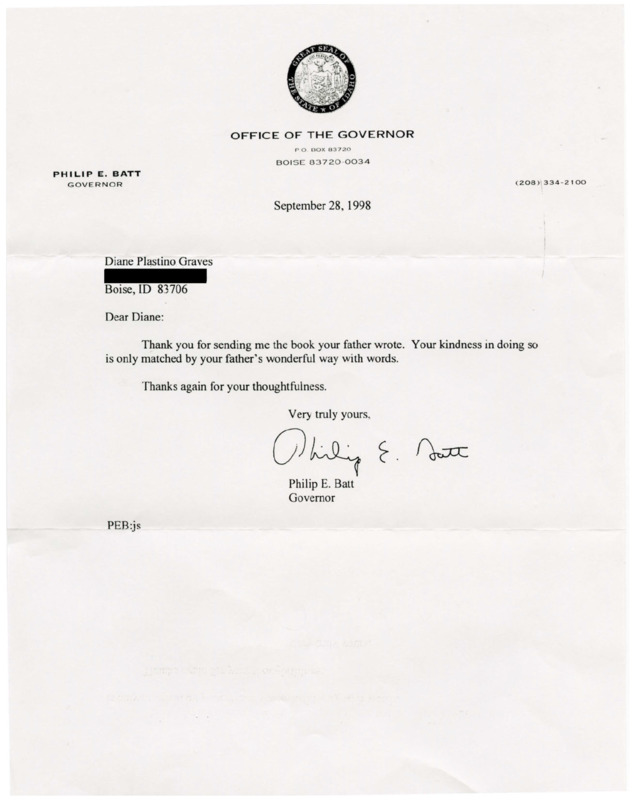 GREAT SEAL OF
THE STATE OF IDAHO
OFFICE OF THE GOVERNOR
P.O. BOX 83720
BOISE 83720-0034
PHILIP E. BATT
GOVERNOR
(208) 334-2100
September 28, 1998
Diane Plastino Graves
Boise, ID 83706
Dear Diane:
Thank you for sending me the book your father wrote. Your kindness in doing so
is only matched by your father's wonderful way with words.
Thanks again for your thoughtfulness.
Very truly yours,
Philip E. Batt
Philip E. Batt
Governor
PEB:js